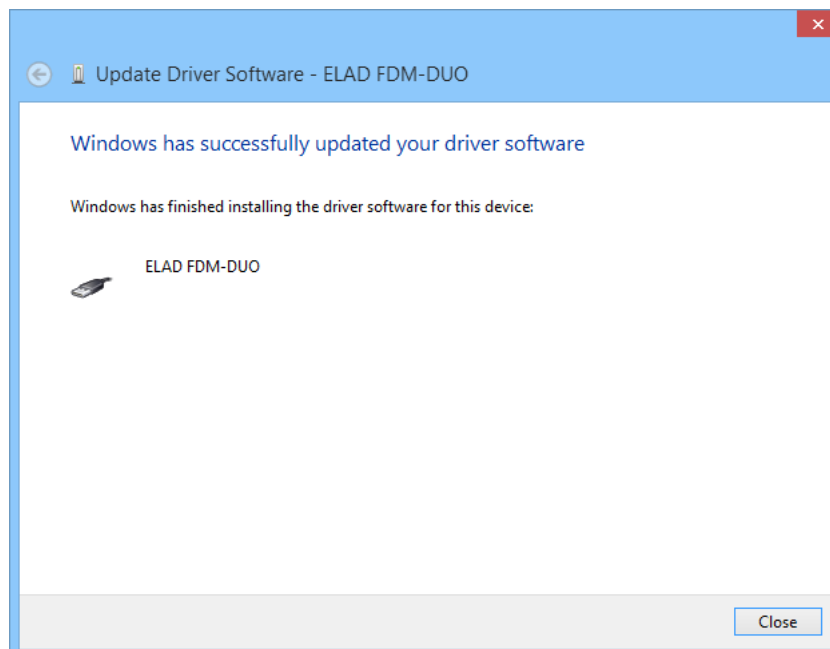 Update Driver Software - ELAD FDM-DUO
Windows has successfully updated your driver software
Windows has finished installing the driver software for this device:
ELAD FDM-DUO
Close